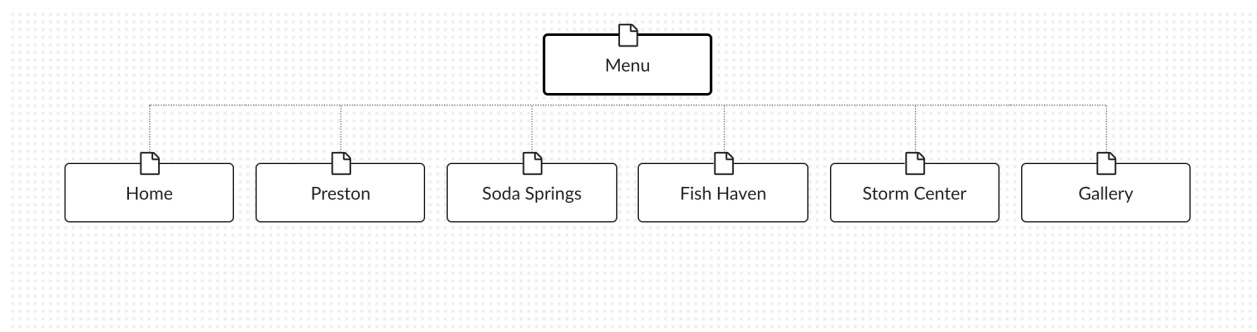 Menu
Home
Preston
Soda Springs
Fish Haven
Storm Center
Gallery